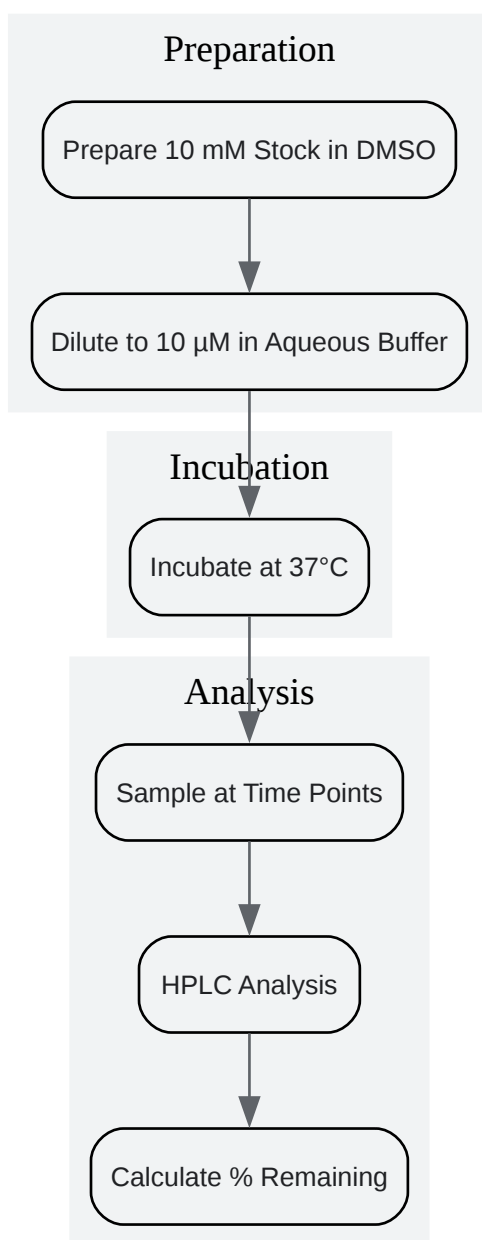 Preparation
Prepare 10 mM Stock in DMSO
Dilute to 10 µM in Aqueous Buffer
Incubation
Incubate at 37°C
Analysis
Sample at Time Points
HPLC Analysis
Calculate % Remaining